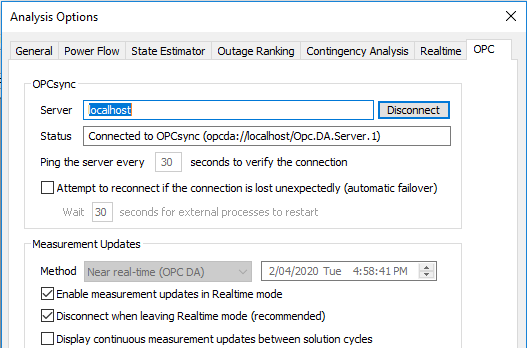 Analysis Options
General Power Flow State Estimator Outage Ranking Contingency Analysis Realtime OPC
OPCsync
Server localhost Disconnect
Status Connected to OPCsync (opcda://localhost/Opc.DA.Server.1)
Ping the server every 30 seconds to verify the connection
Attempt to reconnect if the connection is lost unexpectedly (automatic failover)
Wait 30 seconds for external processes to restart
Measurement Updates
Method Near real-time (OPC DA) 2/04/2020 Tue 4:58:41 PM
Enable measurement updates in Realtime mode
Disconnect when leaving Realtime mode (recommended)
Display continuous measurement updates between solution cycles